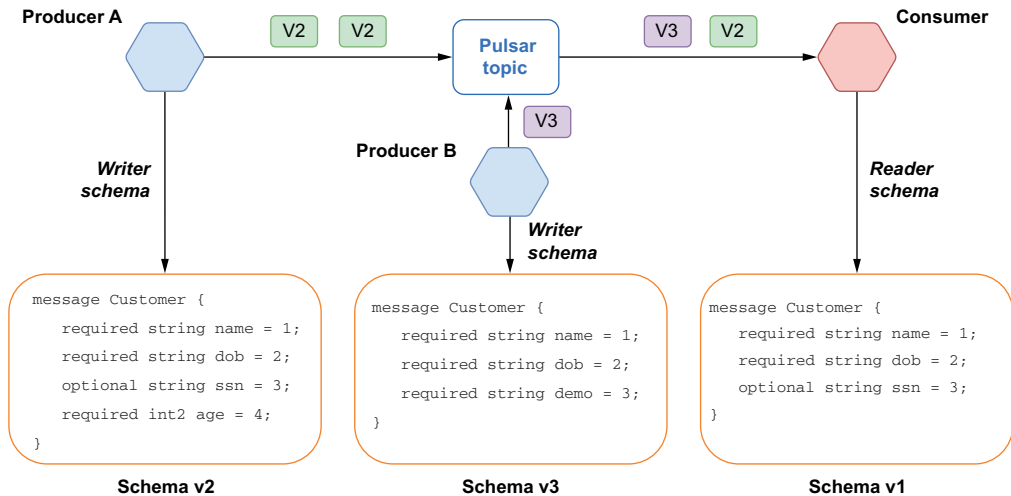 Producer A
V2
V2
Pulsar
topic
V3
V2
Consumer
V3
Producer B
Writer
schema
Writer
schema
Reader
schema
message Customer {
required string name = 1;
required string dob = 2;
optional string ssn = 3;
required int2 age = 4;
}
Schema v2
message Customer {
required string name = 1;
required string dob = 2;
required string demo = 3;
}
Schema v3
message Customer {
required string name = 1;
required string dob = 2;
optional string ssn = 3;
}
Schema v1